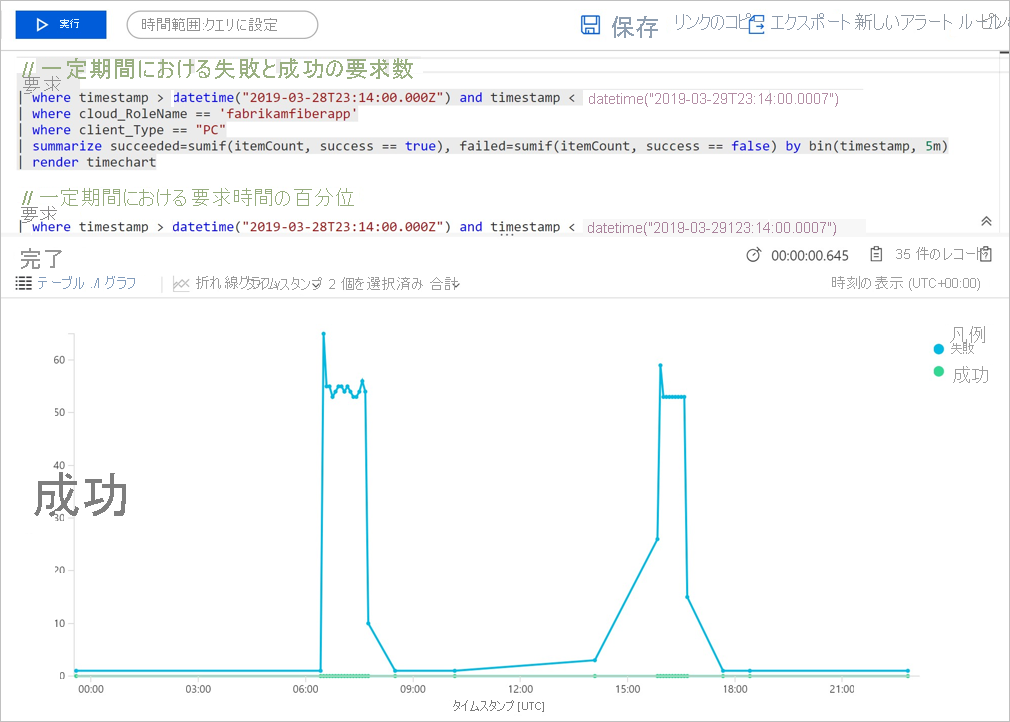 実行 時間範囲:クエリに設定 保存 リンクのコピ エクスポート 新しいアラート ルール ピン
// 一定期間における失敗と成功の要求数
要求
| where timestamp > datetime("2019-03-28T23:14:00.000Z") and timestamp < datetime("2019-03-29T23:14:00.0007")
| where cloud_RoleName == 'fabrikamfiberapp'
| where client_Type == "PC"
| summarize succeeded=sumif(itemCount, success == true), failed=sumif(itemCount, success == false) by bin(timestamp, 5m)
| render timechart
// 一定期間における要求時間の百分位
要求
| where timestamp > datetime("2019-03-28T23:14:00.000Z") and timestamp < datetime("2019-03-29123:14:00.0007")
完了 00:00:00.645 35 件のレコード
テーブル ./l グラフ 折れ線グラフ タイムスタンプ 2 個を選択済み 合計 時刻の表示 (UTC+00:00)
凡例
失敗
成功
60
50
40
成功
30
20
10
0
00:00 03:00 06:00 09:00 12:00 15:00 18:00 21:00
タイムスタンプ [UTC]